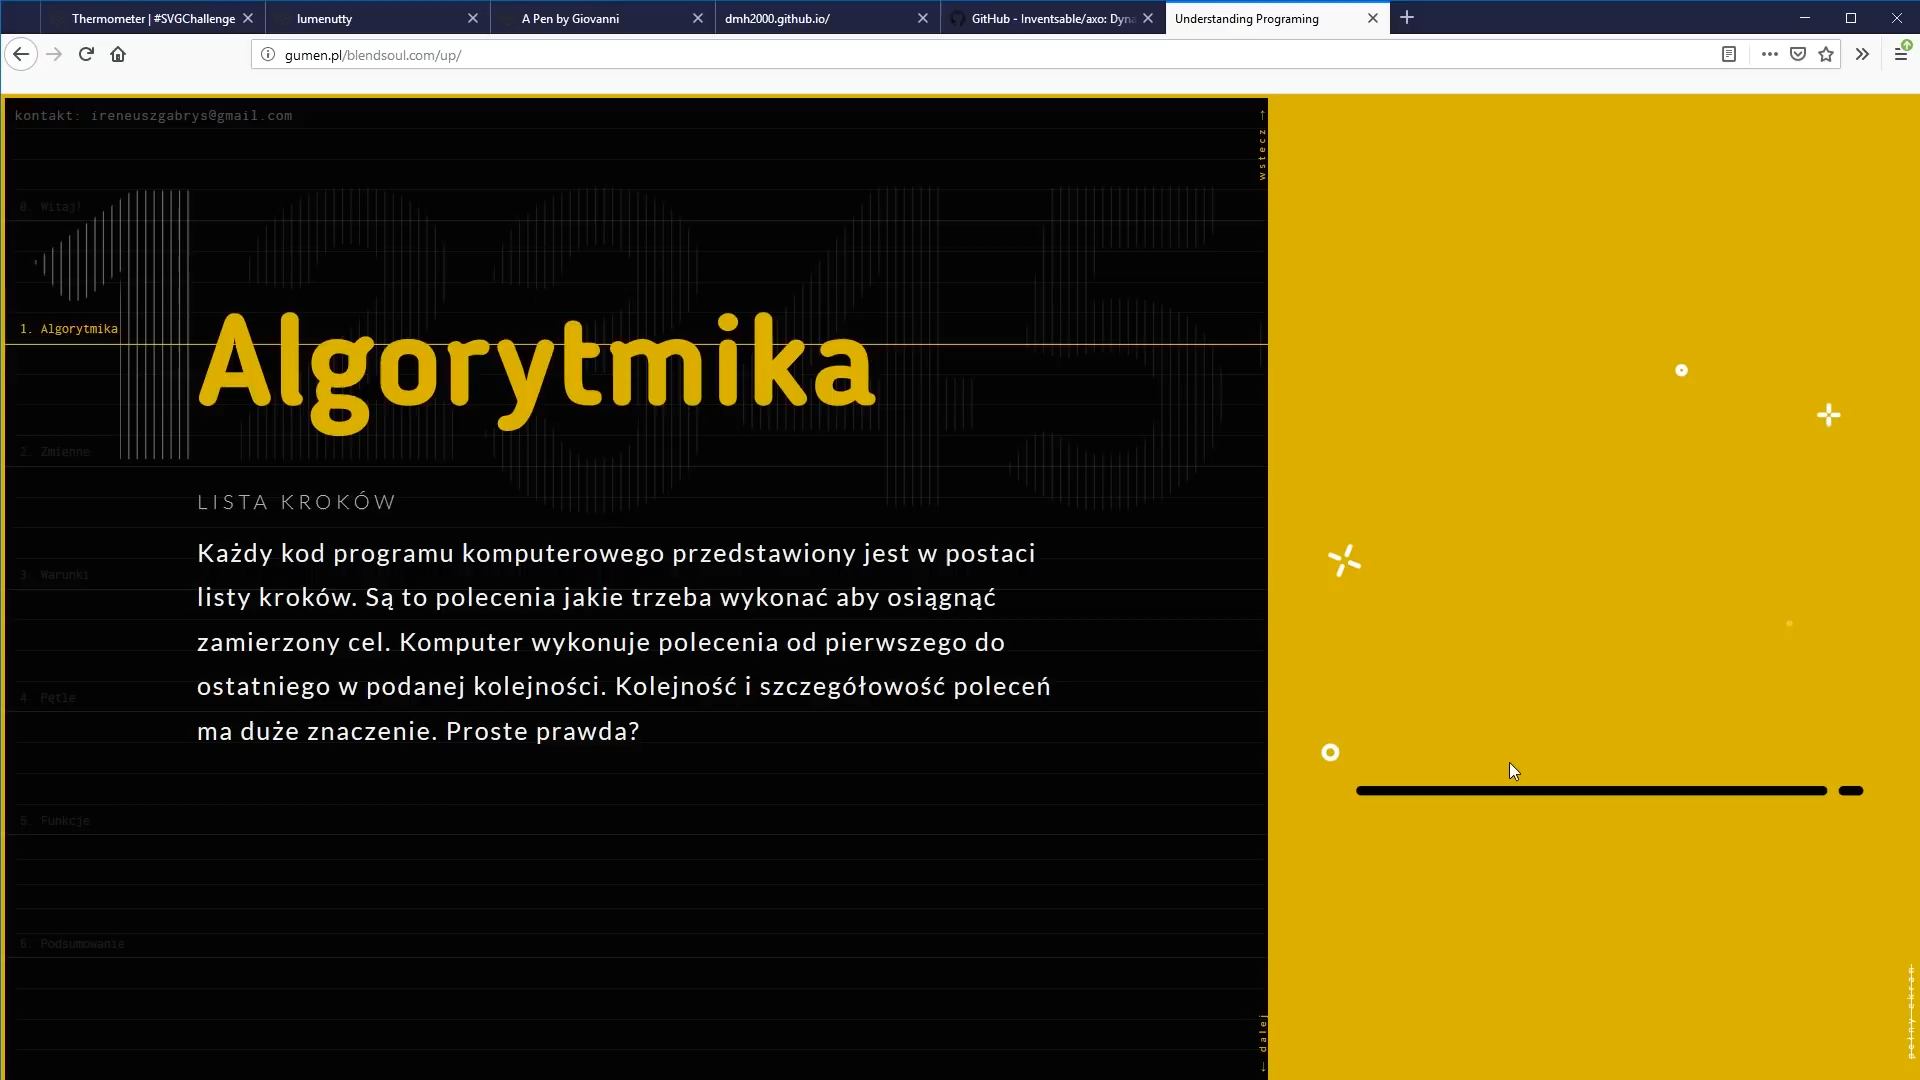 Thermometer | #SVGChallenge
lumenutty
A Pen by Giovanni
dmh2000.github.io/
GitHub - Inventsable/axo: Dyna
Understanding Programing
gumen.pl/blendsoul.com/up/
kontakt: ireneuszgabrys@gmail.com
wstecz
0. Witaj!
1. Algorytmika
Algorytmika
2. Zmienne
LISTA KROKÓW
Każdy kod programu komputerowego przedstawiony jest w postaci
listy kroków. Są to polecenia jakie trzeba wykonać aby osiągnąć
zamierzony cel. Komputer wykonuje polecenia od pierwszego do
ostatniego w podanej kolejności. Kolejność i szczegółowość poleceń
ma duże znaczenie. Proste prawda?
3. Warunki
4. Pętle
5. Funkcje
6. Podsumowanie
dalej
pełny ekran